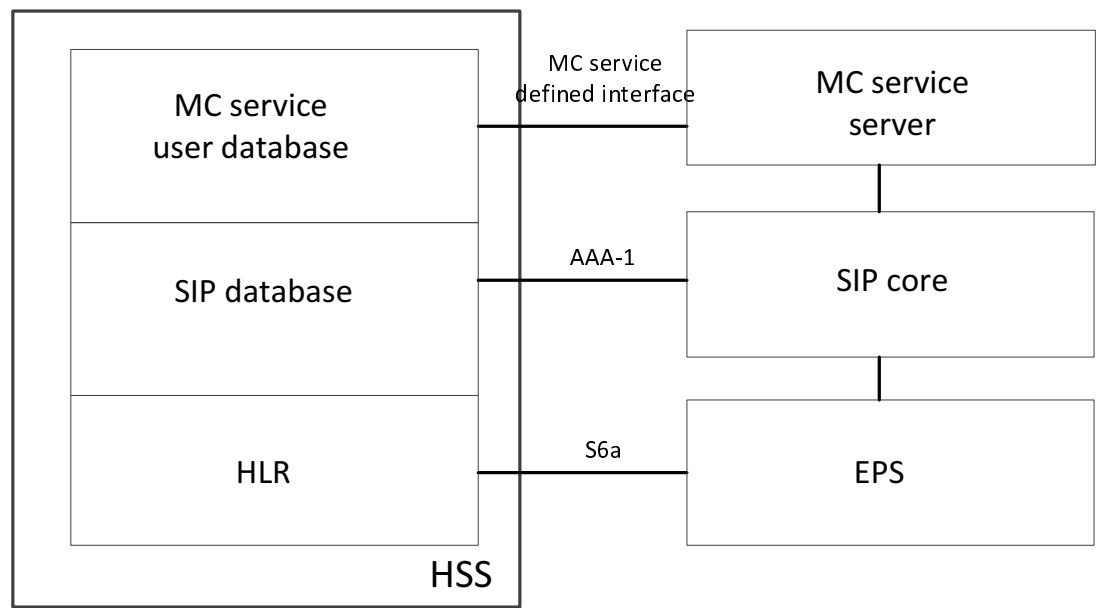 MC service
user database
MC service
defined interface
MC service
server
SIP database
AAA-1
SIP core
HLR
S6a
EPS
HSS